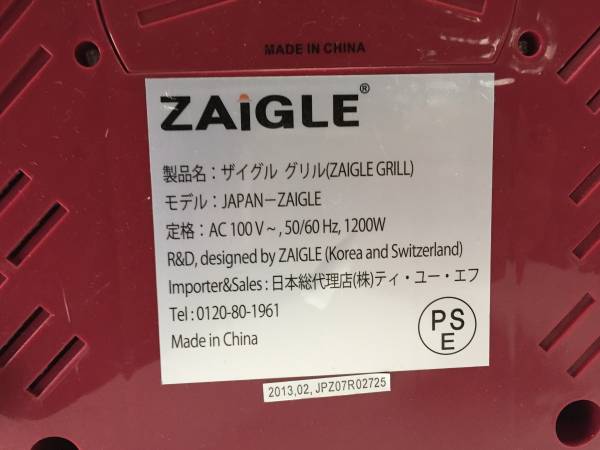 MADE IN CHINA
ZAiGLE®
製品名：ザイグル グリル(ZAIGLE GRILL)
モデル：JAPAN－ZAIGLE
定格：AC 100 V ~ , 50/60 Hz, 1200W
R&D, designed by ZAIGLE (Korea and Switzerland)
Importer&Sales : 日本総代理店(株)ティ・ユー・エフ
Tel : 0120-80-1961
Made in China
PS
E
2013,02, JPZ07R02725